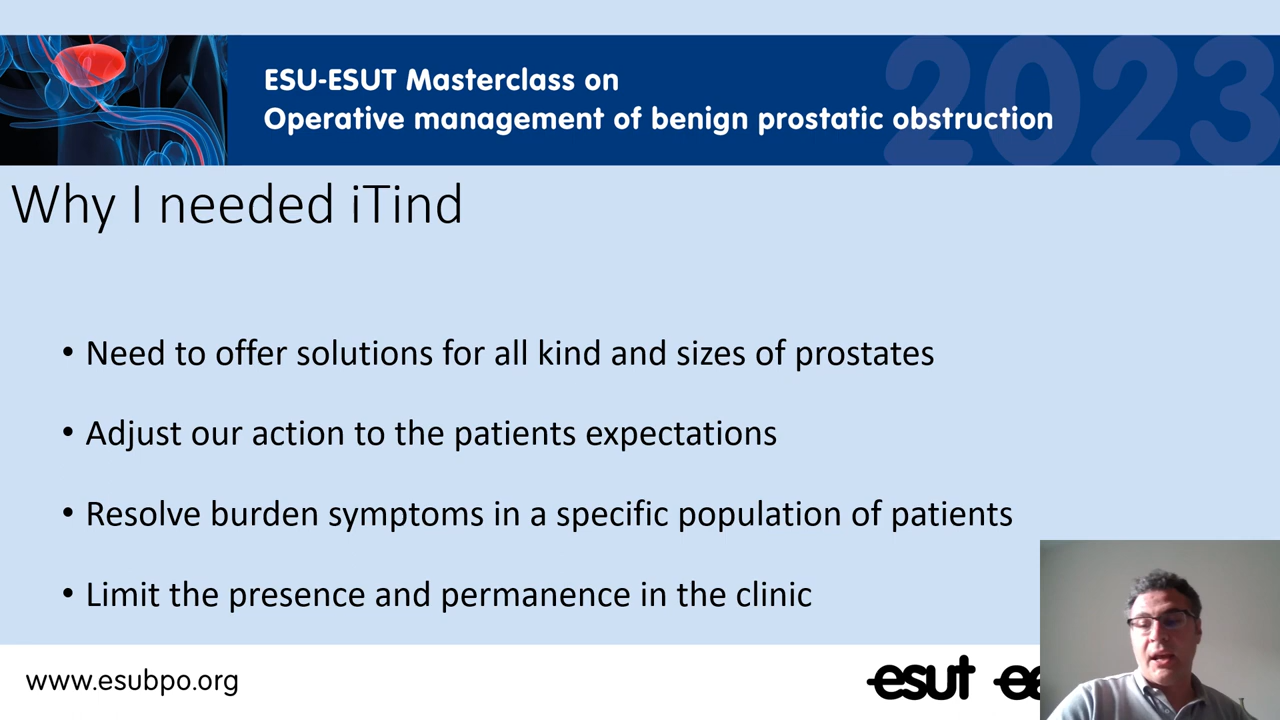 2023
ESU-ESUT Masterclass on
Operative management of benign prostatic obstruction
Why I needed iTind
• Need to offer solutions for all kind and sizes of prostates
• Adjust our action to the patients expectations
• Resolve burden symptoms in a specific population of patients
• Limit the presence and permanence in the clinic
www.esubpo.org
esut